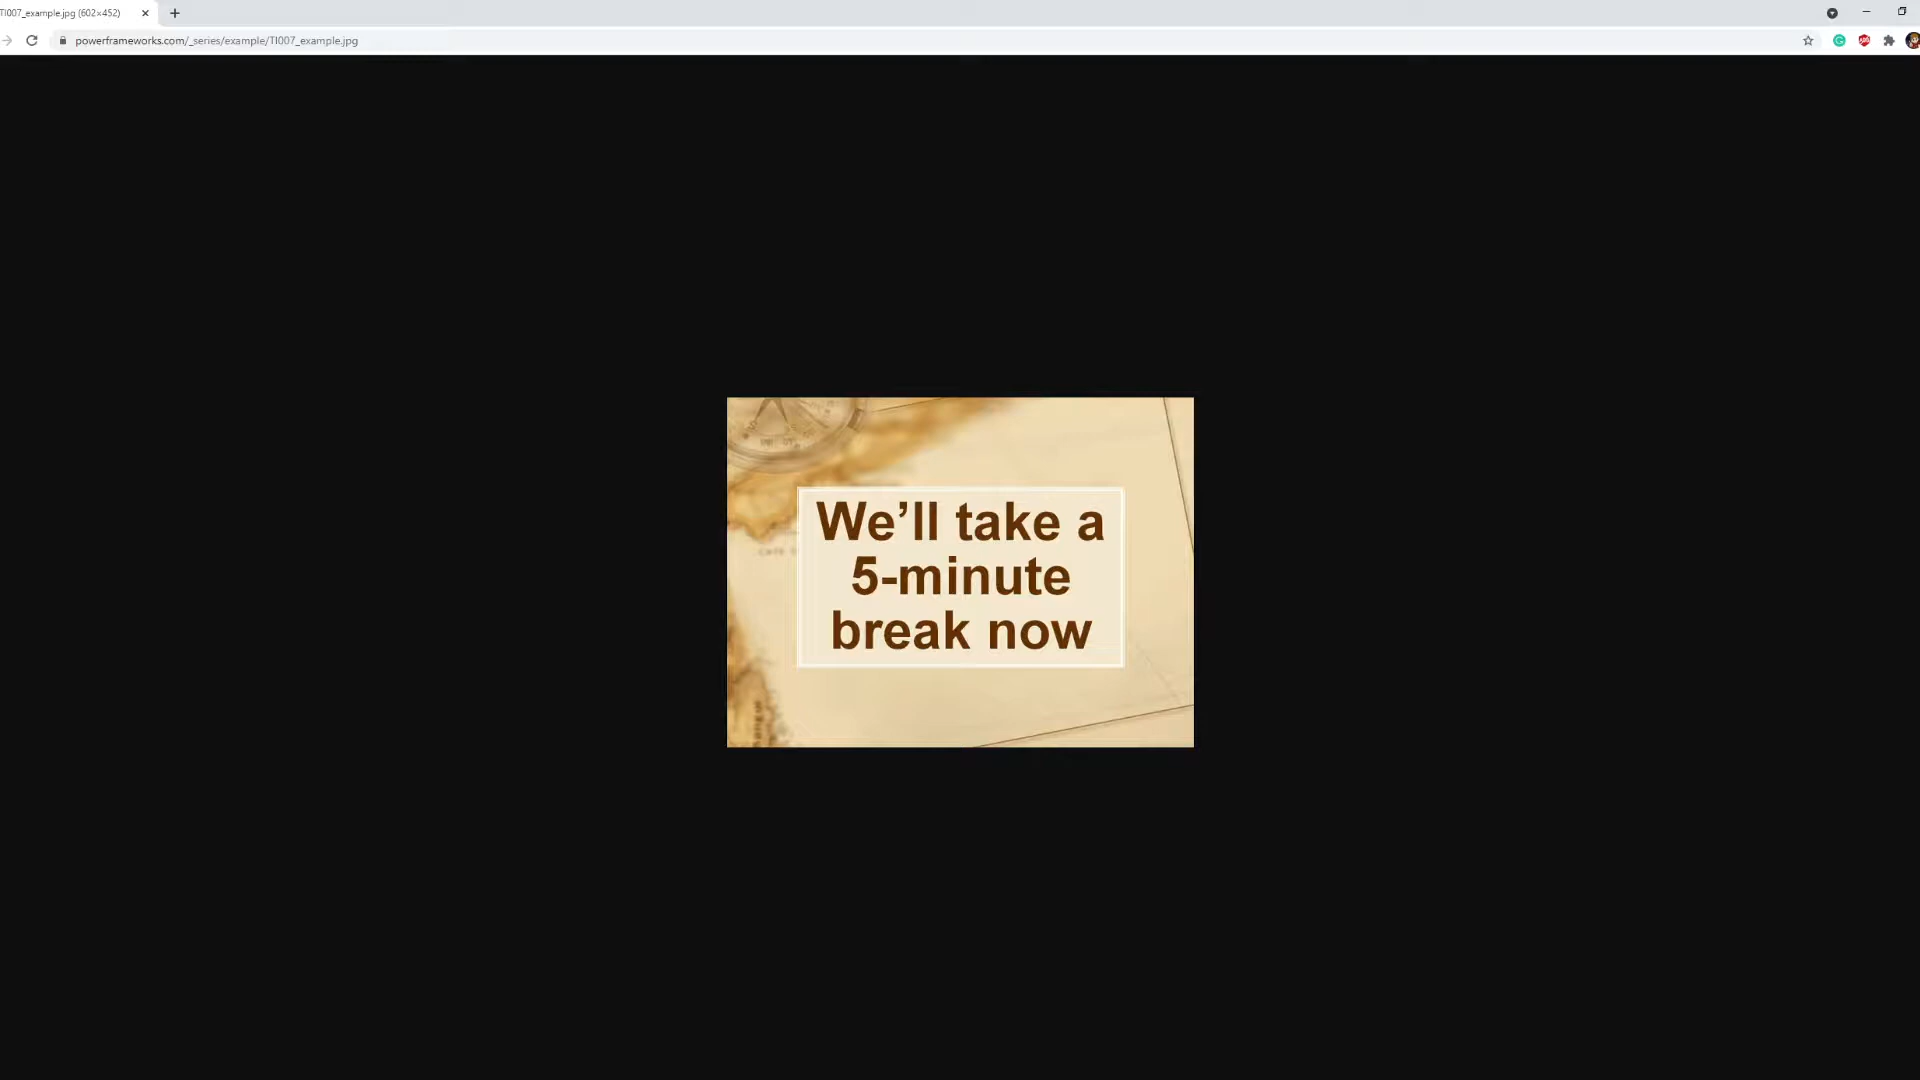 TI007_example.jpg (602×452)
powerframeworks.com/_series/example/TI007_example.jpg
We’ll take a
5-minute
break now